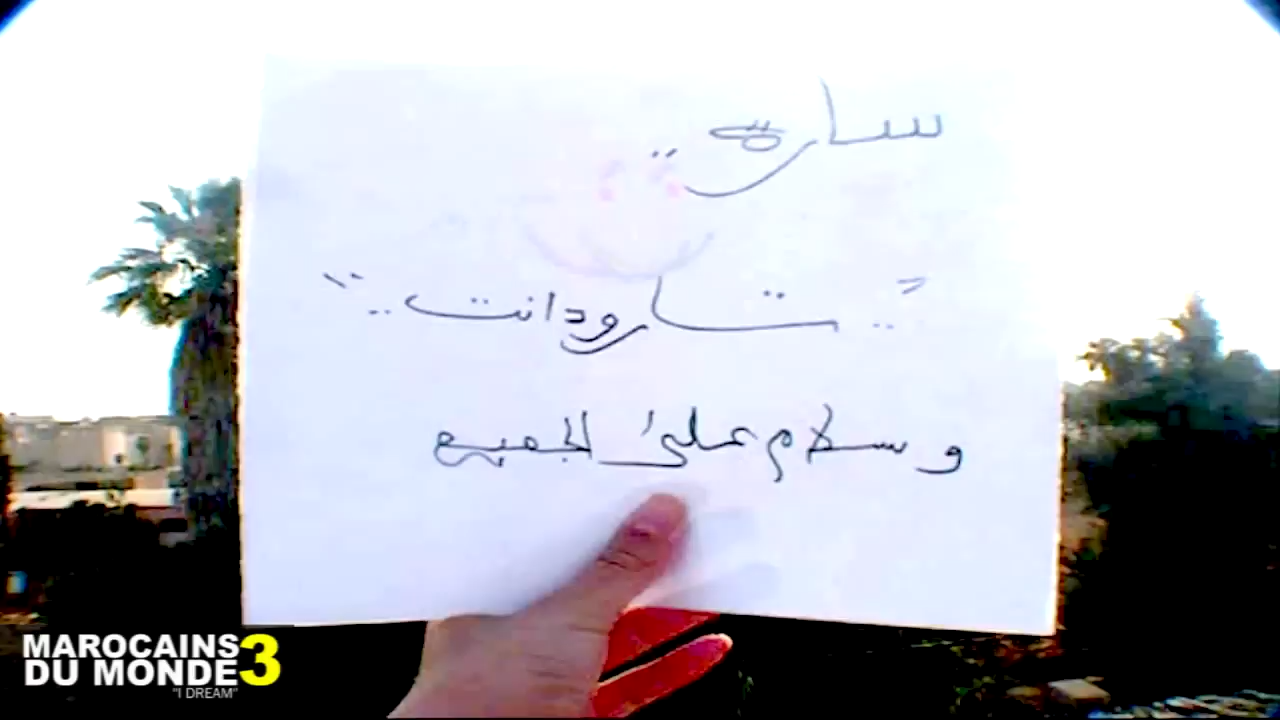 سارة ..
".. تارودانت .."
وسلام على الجميع
MAROCAINS
DU MONDE 3
"I DREAM"